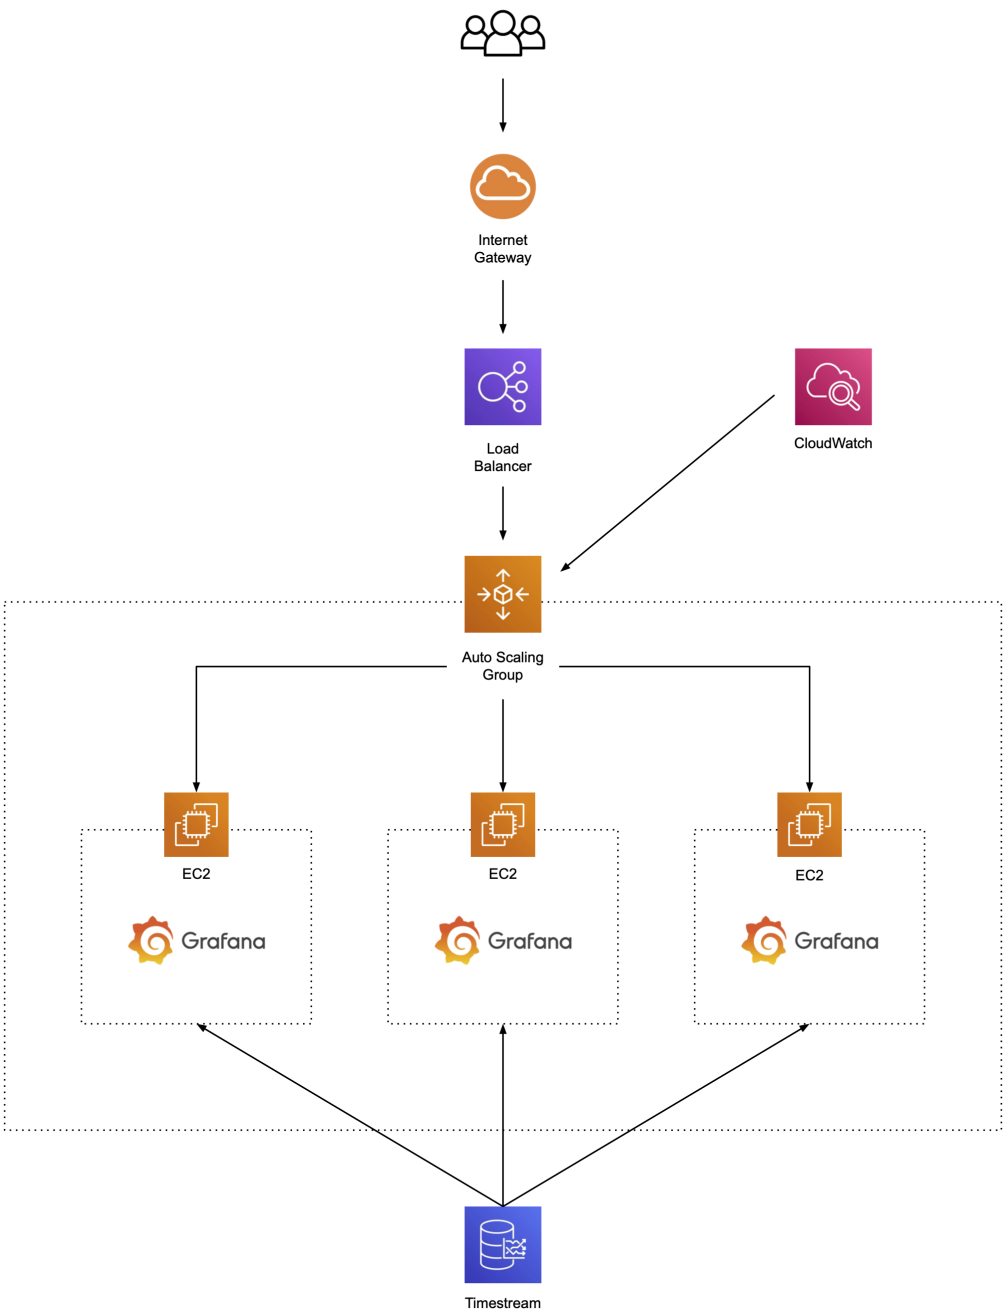 Internet
Gateway
Load
Balancer
CloudWatch
Auto Scaling
Group
EC2
EC2
EC2
Grafana
Grafana
Grafana
Timestream